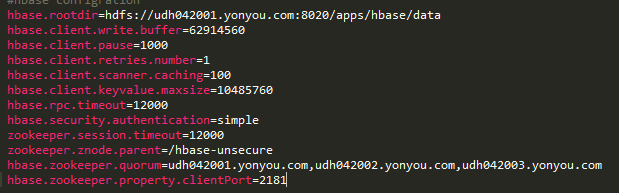 #hbase configration
hbase.rootdir=hdfs://udh042001.yonyou.com:8020/apps/hbase/data
hbase.client.write.buffer=62914560
hbase.client.pause=1000
hbase.client.retries.number=1
hbase.client.scanner.caching=100
hbase.client.keyvalue.maxsize=10485760
hbase.rpc.timeout=12000
hbase.security.authentication=simple
zookeeper.session.timeout=12000
zookeeper.znode.parent=/hbase-unsecure
hbase.zookeeper.quorum=udh042001.yonyou.com,udh042002.yonyou.com,udh042003.yonyou.com
hbase.zookeeper.property.clientPort=2181